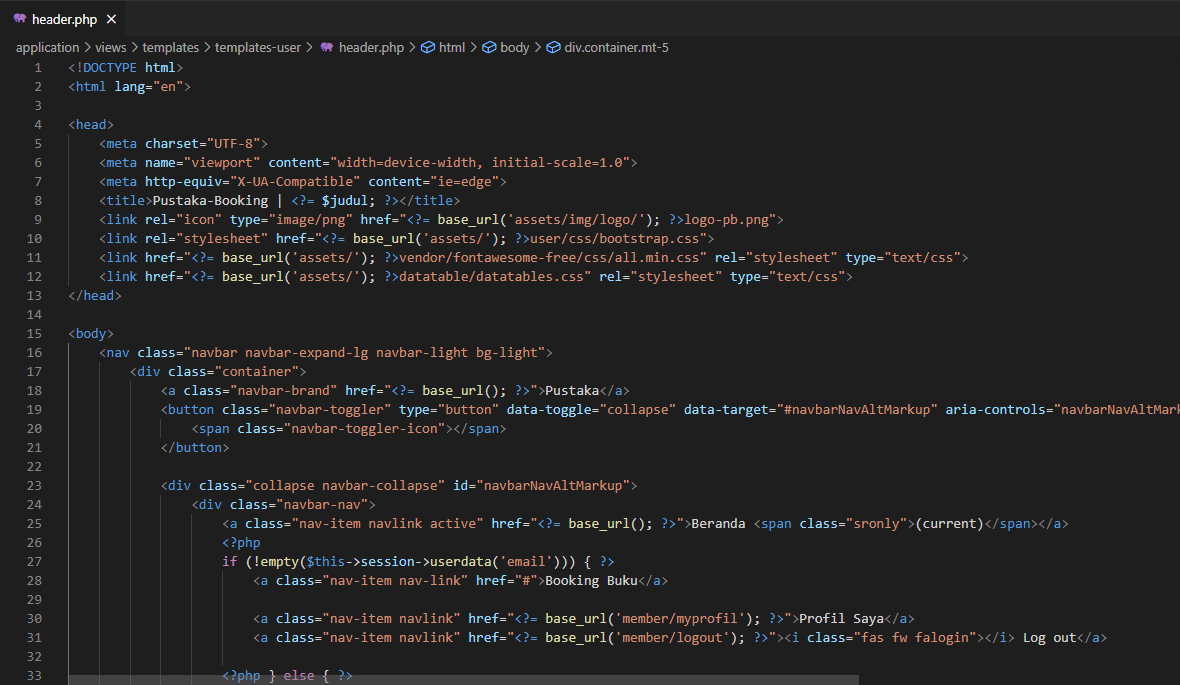 header.php ×
application > views > templates > templates-user > header.php > html > body > div.container.mt-5
1 <!DOCTYPE html>
2 <html lang="en">
3
4 <head>
5 <meta charset="UTF-8">
6 <meta name="viewport" content="width=device-width, initial-scale=1.0">
7 <meta http-equiv="X-UA-Compatible" content="ie=edge">
8 <title>Pustaka-Booking | <?= $judul; ?></title>
9 <link rel="icon" type="image/png" href="<?= base_url('assets/img/logo/'); ?>logo-pb.png">
10 <link rel="stylesheet" href="<?= base_url('assets/'); ?>user/css/bootstrap.css">
11 <link href="<?= base_url('assets/'); ?>vendor/fontawesome-free/css/all.min.css" rel="stylesheet" type="text/css">
12 <link href="<?= base_url('assets/'); ?>datatable/datatables.css" rel="stylesheet" type="text/css">
13 </head>
14
15 <body>
16 <nav class="navbar navbar-expand-lg navbar-light bg-light">
17 <div class="container">
18 <a class="navbar-brand" href="<?= base_url(); ?>">Pustaka</a>
19 <button class="navbar-toggler" type="button" data-toggle="collapse" data-target="#navbarNavAltMarkup" aria-controls="navbarNavAltMark
20 <span class="navbar-toggler-icon"></span>
21 </button>
22
23 <div class="collapse navbar-collapse" id="navbarNavAltMarkup">
24 <div class="navbar-nav">
25 <a class="nav-item navlink active" href="<?= base_url(); ?>">Beranda <span class="sronly">(current)</span></a>
26 <?php
27 if (!empty($this->session->userdata('email'))) { ?>
28 <a class="nav-item nav-link" href="#">Booking Buku</a>
29
30 <a class="nav-item navlink" href="<?= base_url('member/myprofil'); ?>">Profil Saya</a>
31 <a class="nav-item navlink" href="<?= base_url('member/logout'); ?>"><i class="fas fw falogin"></i> Log out</a>
32
33 <?php } else { ?>